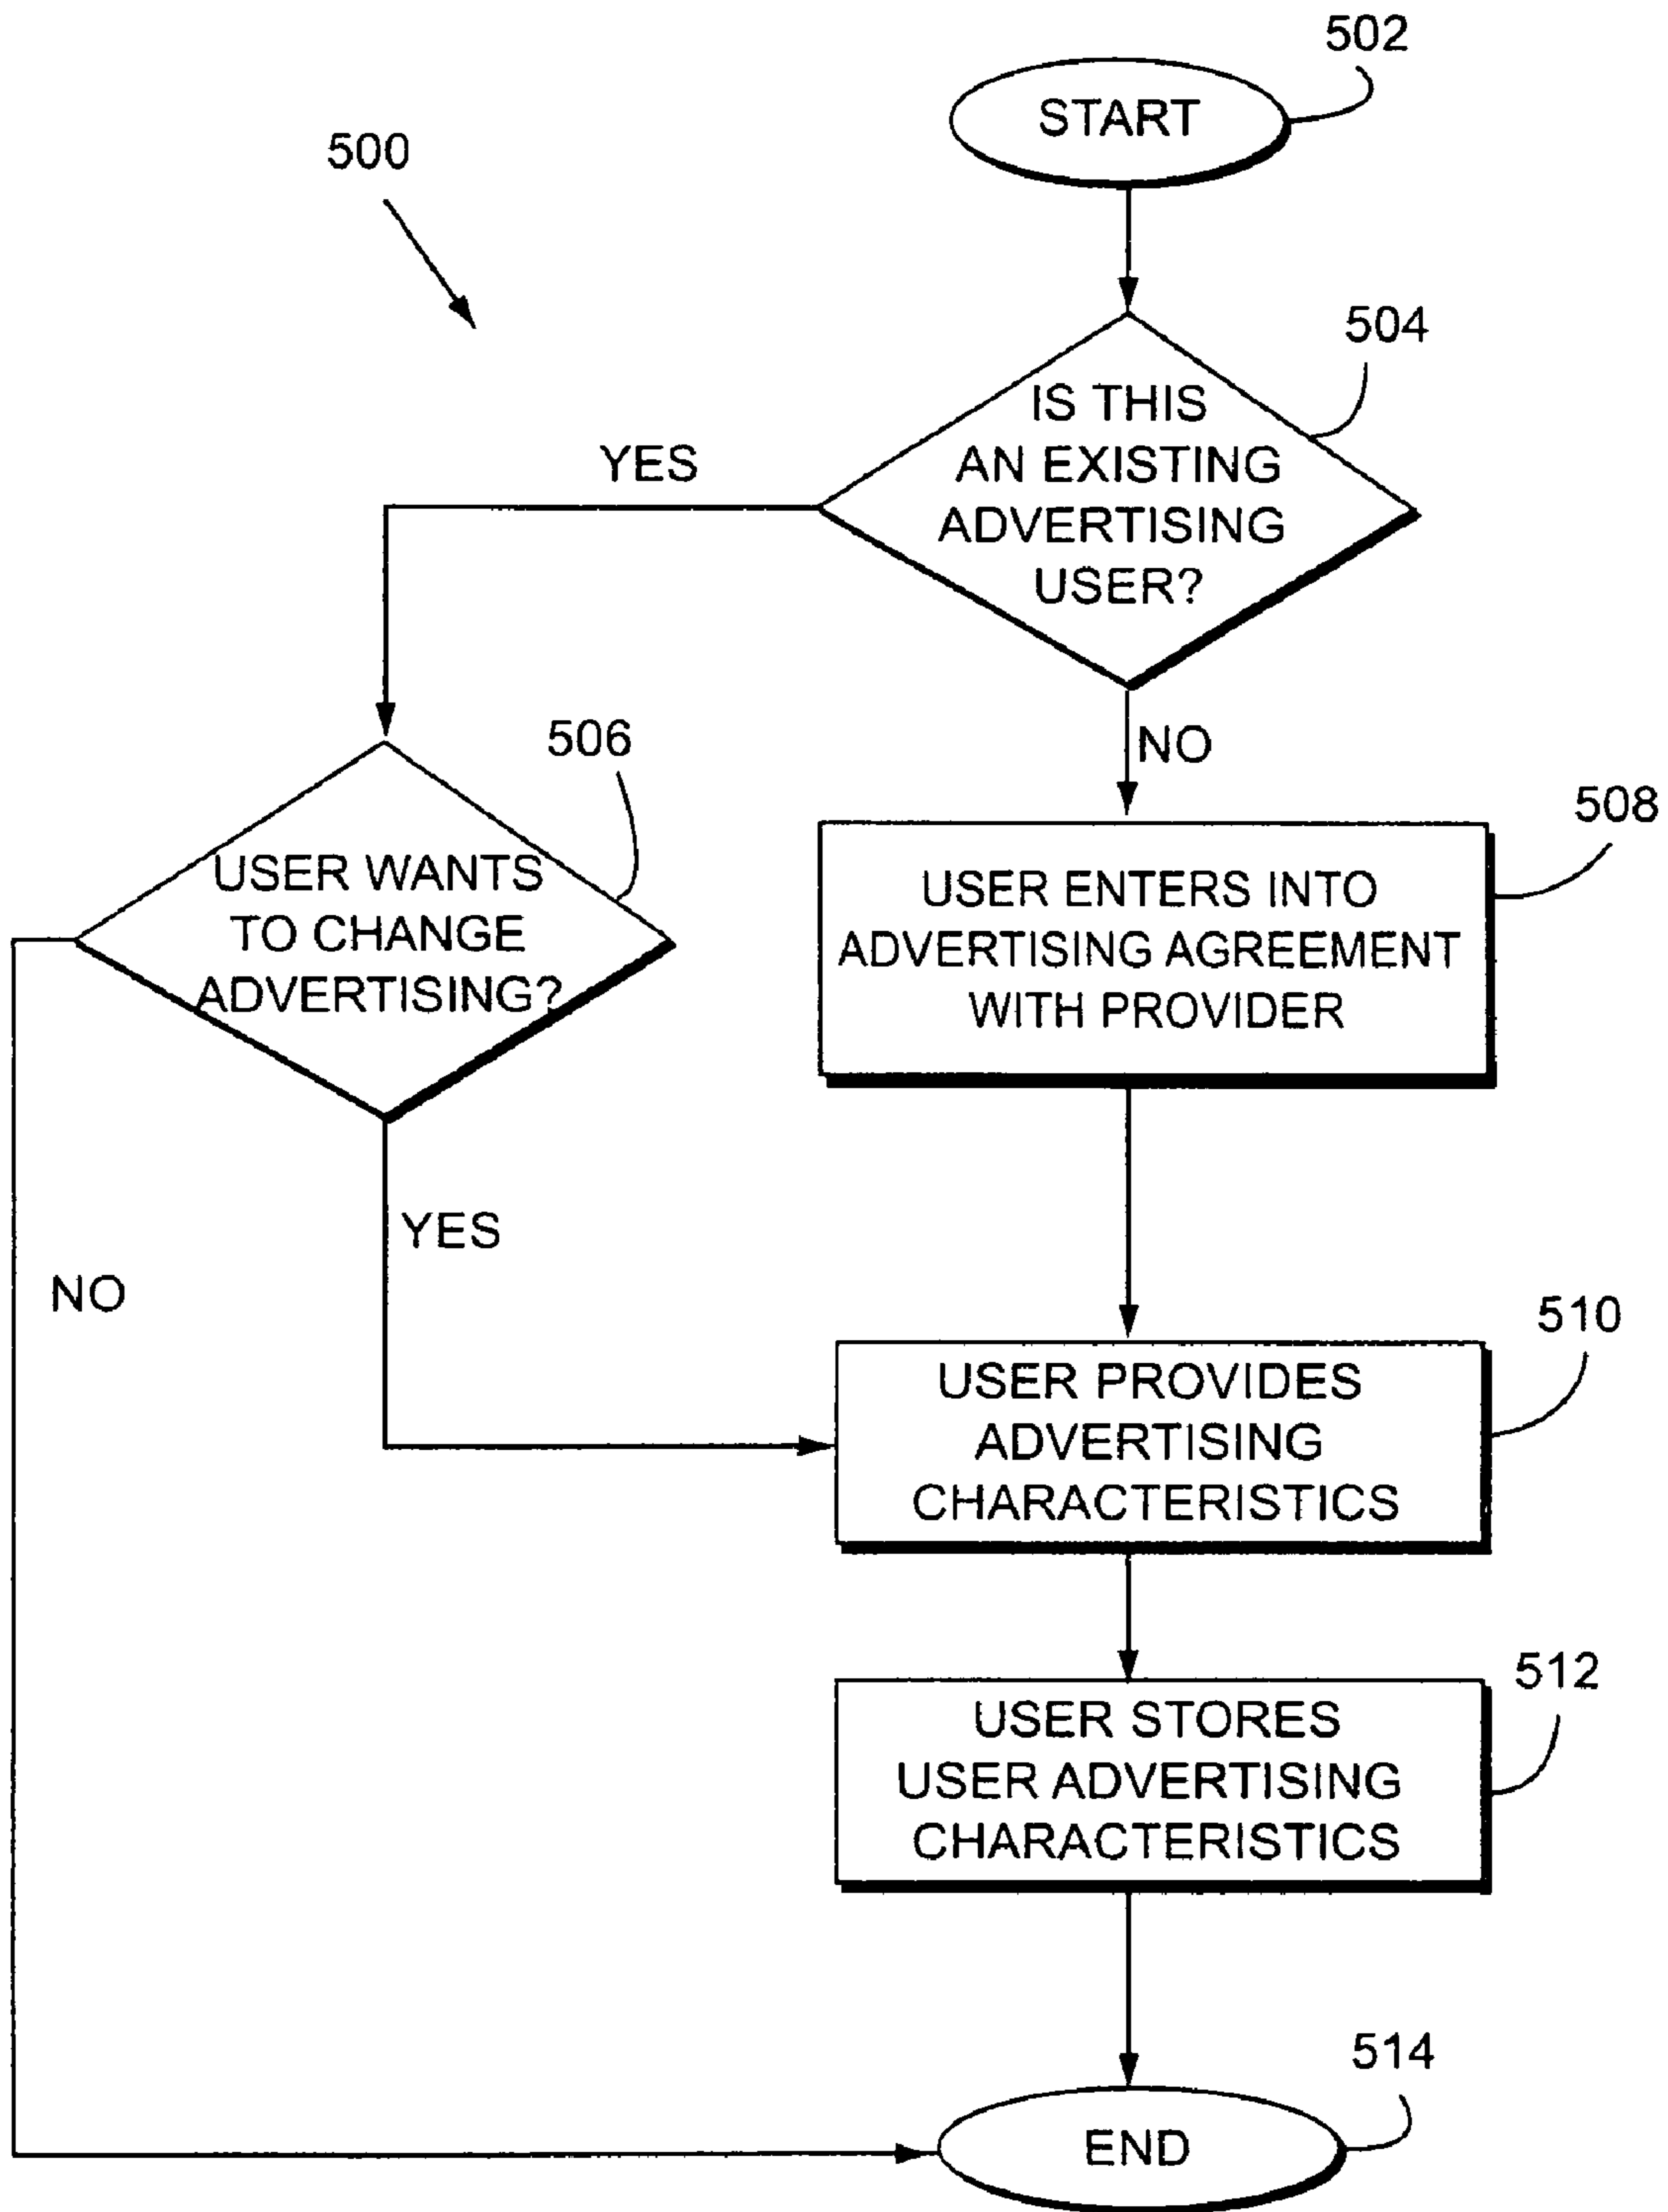 502
START
500
504
IS THIS
AN EXISTING
ADVERTISING
USER?
YES
NO
506
USER WANTS
TO CHANGE
ADVERTISING?
508
USER ENTERS INTO
ADVERTISING AGREEMENT
WITH PROVIDER
YES
NO
510
USER PROVIDES
ADVERTISING
CHARACTERISTICS
512
USER STORES
USER ADVERTISING
CHARACTERISTICS
514
END